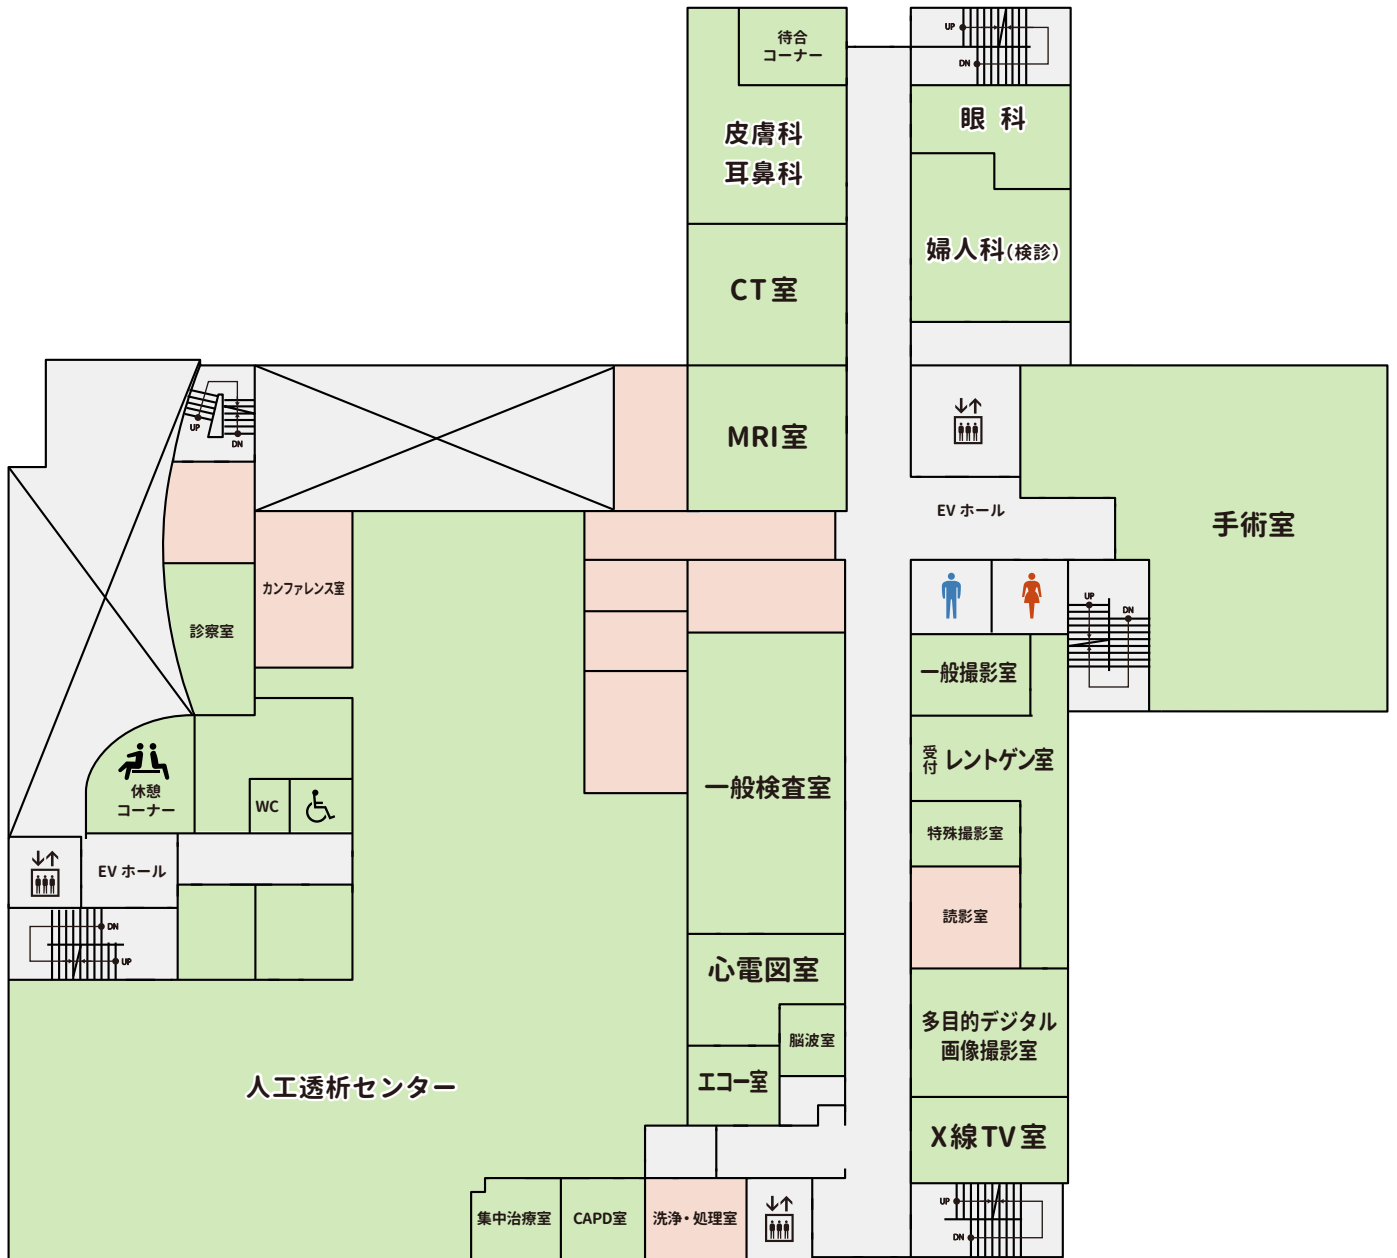 待合
コーナー
皮膚科
耳鼻科
CT室
MRI室
UP
DN
眼 科
婦人科(検診)
EV ホール
手術室
UP
DN
カンファレンス室
診察室
休憩
コーナー
WC
EV ホール
DN
UP
人工透析センター
一般検査室
心電図室
脳波室
エコー室
UP
DN
一般撮影室
受付
レントゲン室
特殊撮影室
読影室
多目的デジタル
画像撮影室
X線TV室
集中治療室
CAPD室
洗浄・処理室
UP
DN